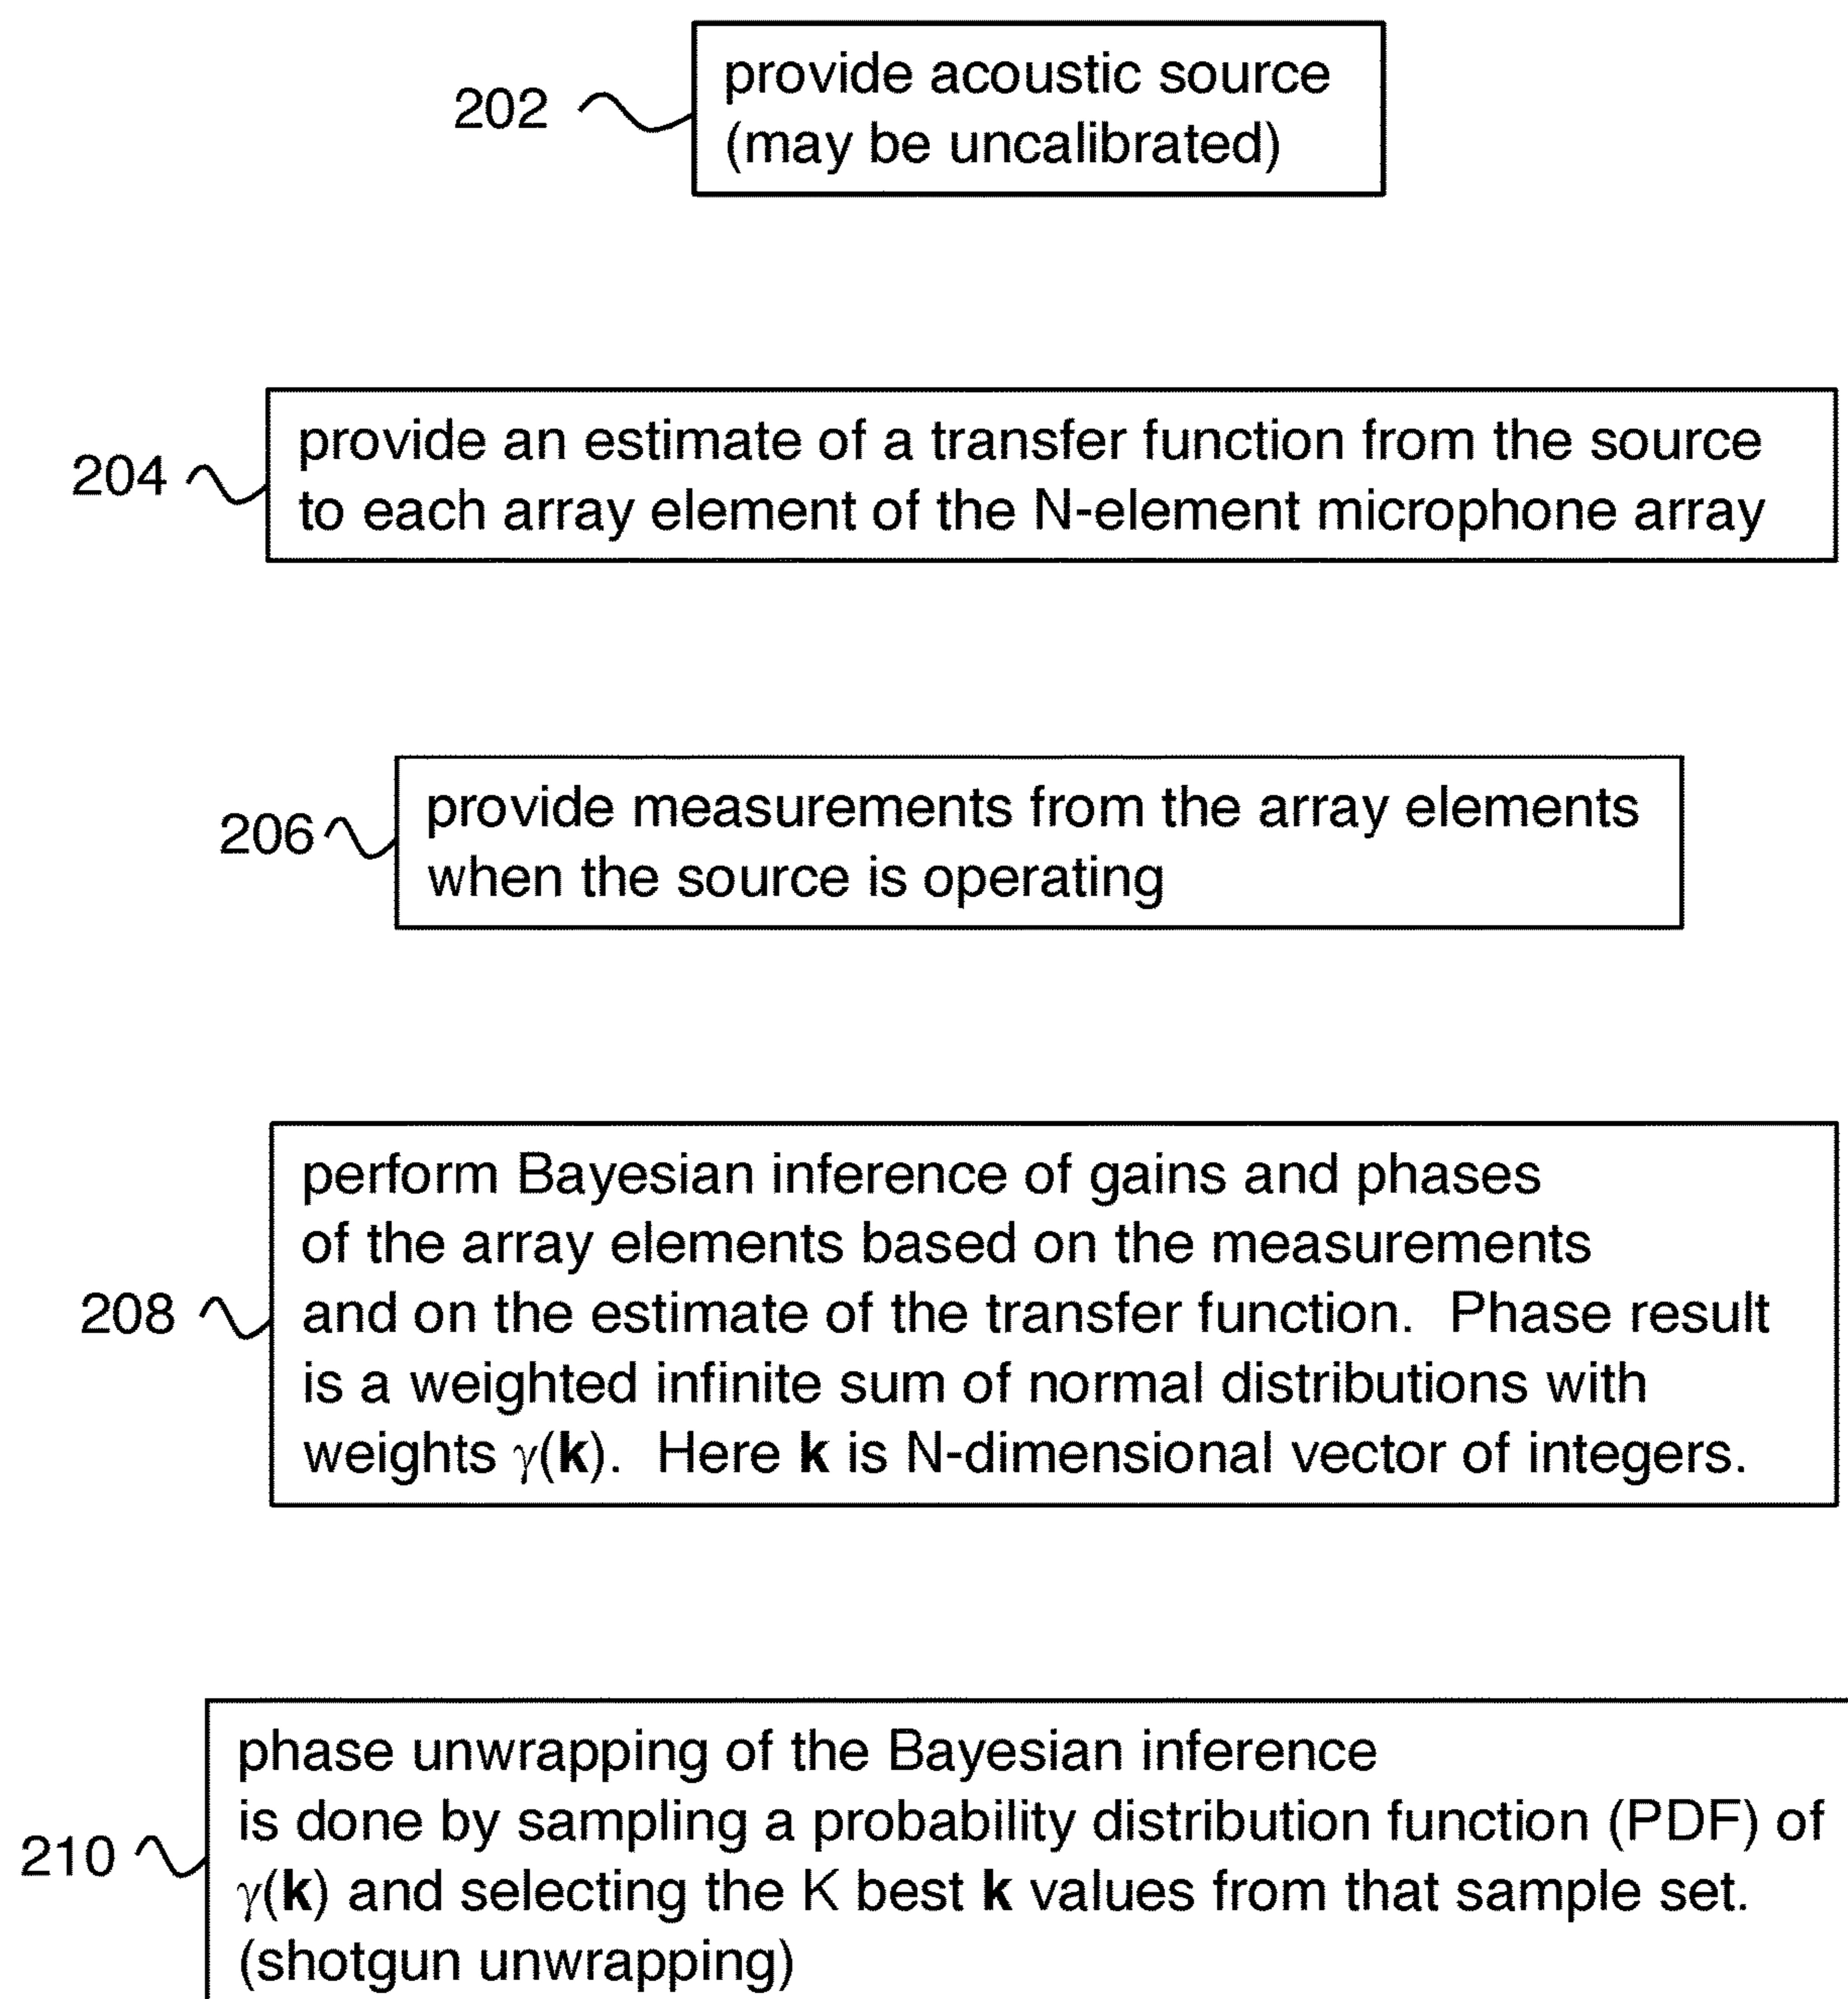 provide acoustic source
202
(may be uncalibrated)
provide an estimate of a transfer function from the source
204
to each array element of the N-element microphone array
provide measurements from the array elements
206
when the source is operating
perform Bayesian inference of gains and phases
of the array elements based on the measurements
208
and on the estimate of the transfer function. Phase result
is a weighted infinite sum of normal distributions with
weights γ(k). Here k is N-dimensional vector of integers.
phase unwrapping of the Bayesian inference
is done by sampling a probability distribution function (PDF) of
210
γ(k) and selecting the K best k values from that sample set.
(shotgun unwrapping)